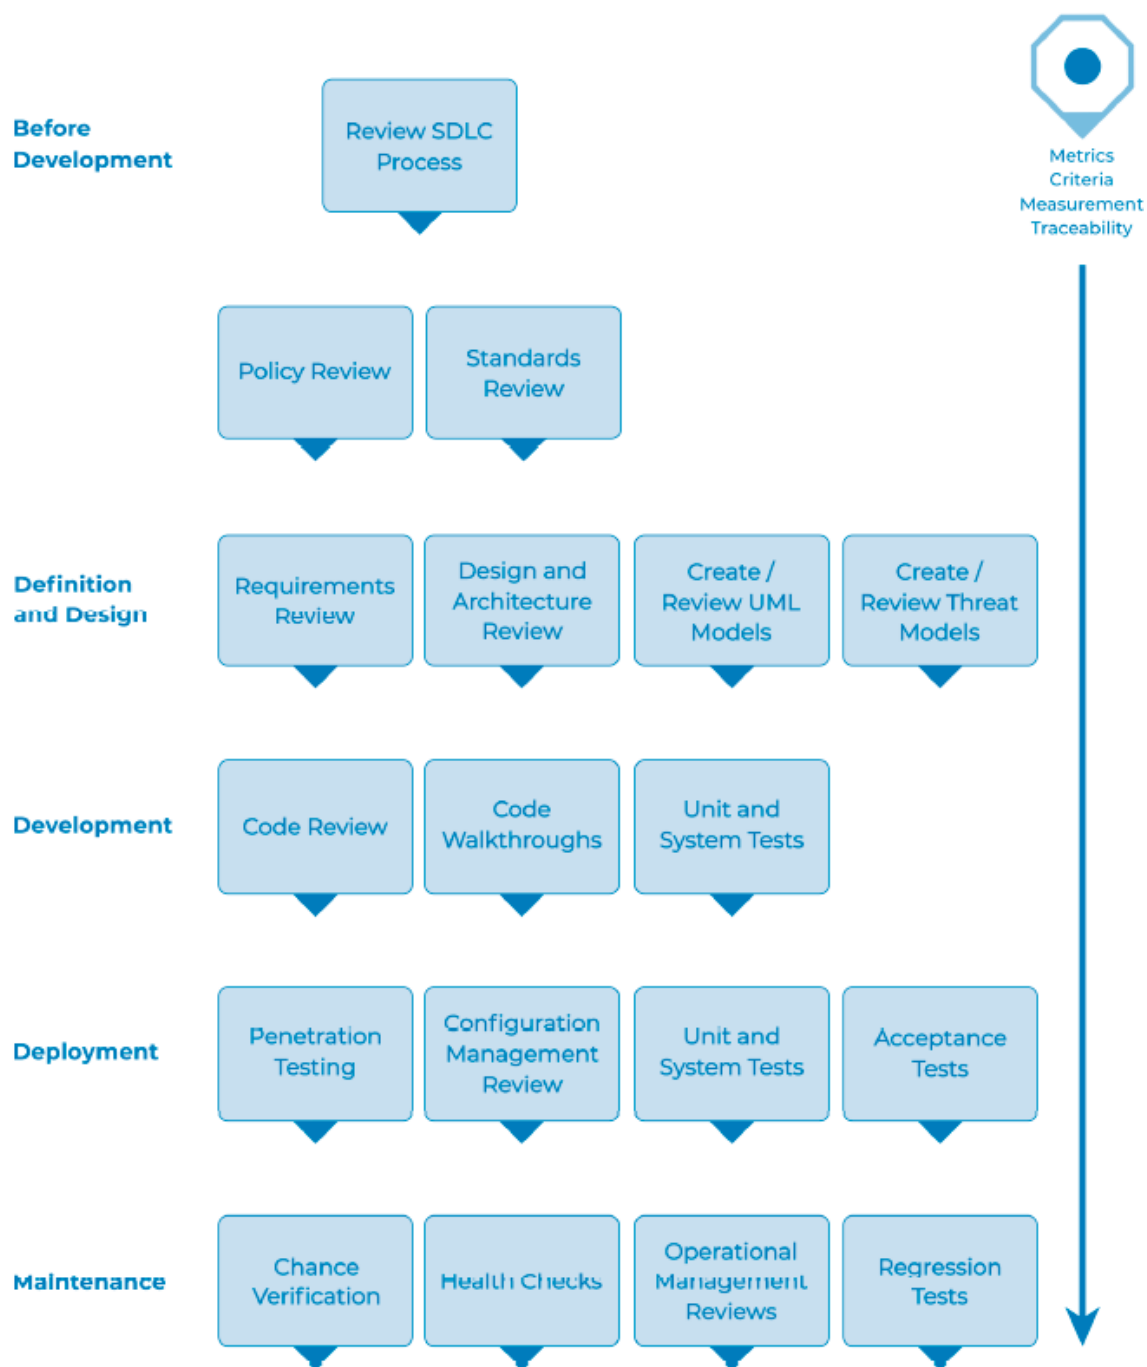 Before
Development
Review SDLC
Process
Metrics
Criteria
Measurement
Traceability
Policy Review
Standards
Review
Definition
and Design
Requirements
Review
Design and
Architecture
Review
Create /
Review UML
Models
Create /
Review Threat
Models
Development
Code Review
Code
Walkthroughs
Unit and
System Tests
Deployment
Penetration
Testing
Configuration
Management
Review
Unit and
System Tests
Acceptance
Tests
Maintenance
Chance
Verification
Health Checks
Operational
Management
Reviews
Regression
Tests